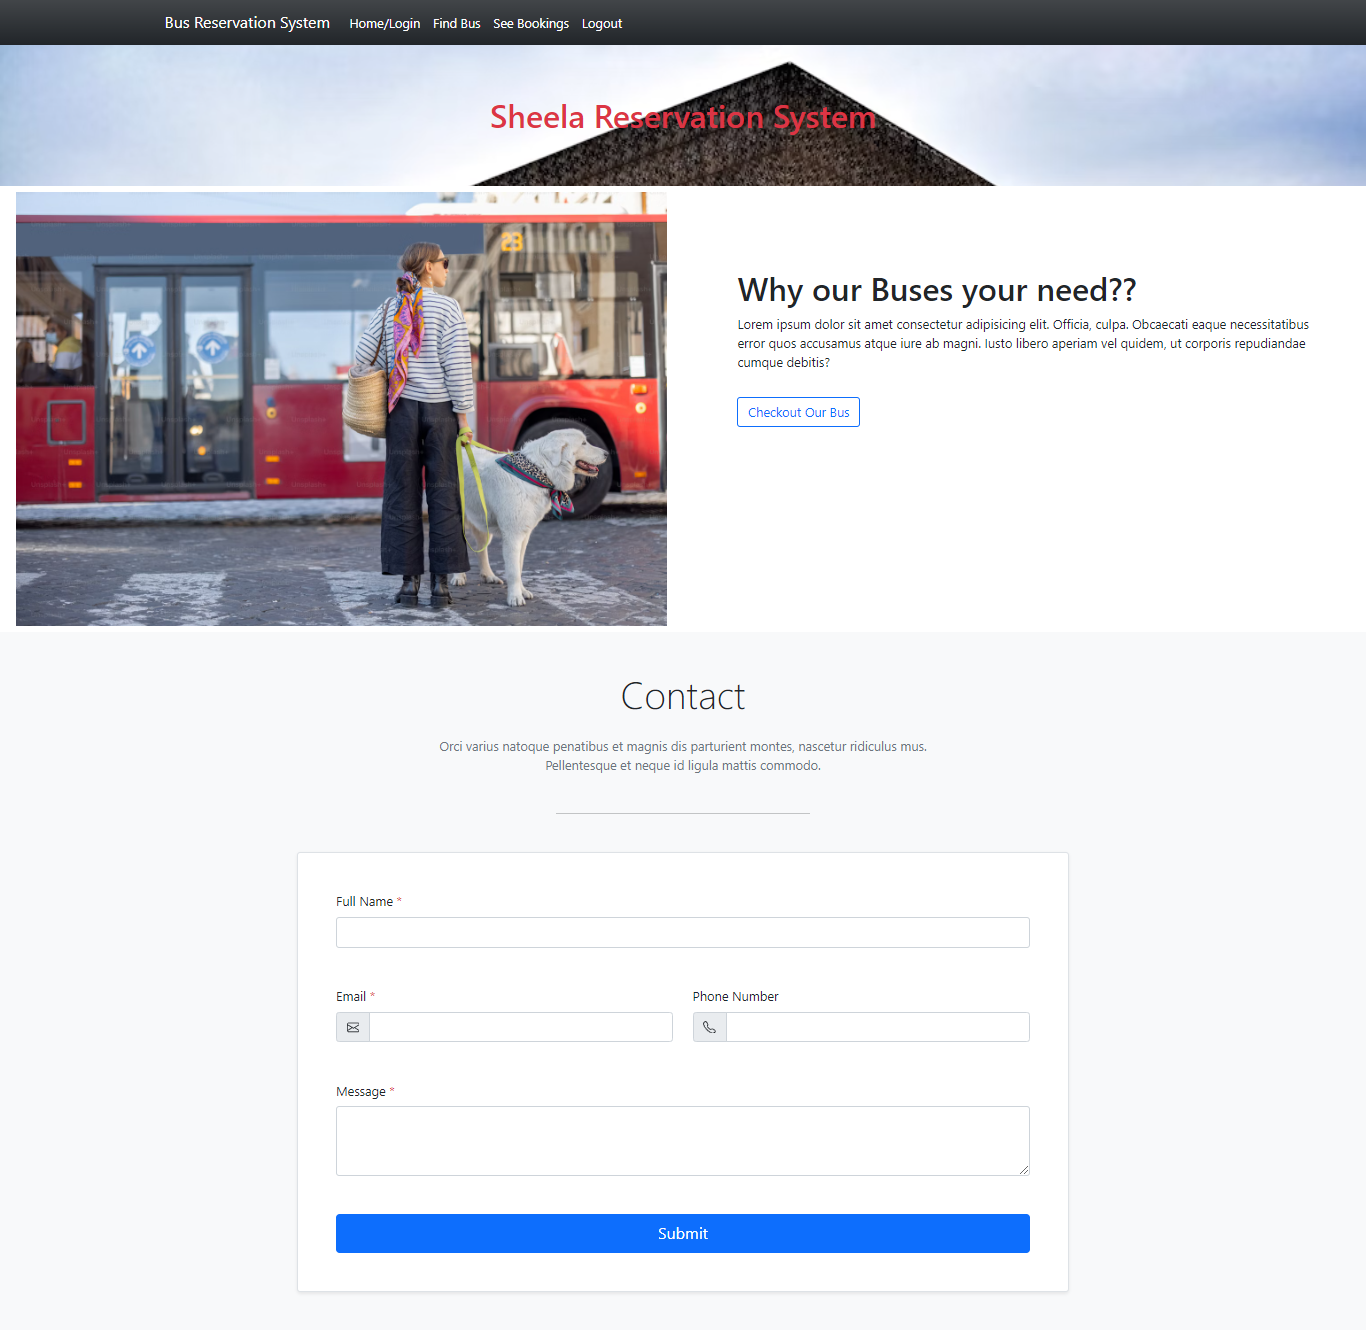 Bus Reservation System Home/Login Find Bus See Bookings Logout
Sheela Reservation System
23
Why our Buses your need??
Lorem ipsum dolor sit amet consectetur adipisicing elit. Officia, culpa. Obcaecati eaque necessitatibus
error quos accusamus atque iure ab magni. Iusto libero aperiam vel quidem, ut corporis repudiandae
cumque debitis?
Checkout Our Bus
Contact
Orci varius natoque penatibus et magnis dis parturient montes, nascetur ridiculus mus.
Pellentesque et neque id ligula mattis commodo.
Full Name *
Email * Phone Number
Message *
Submit